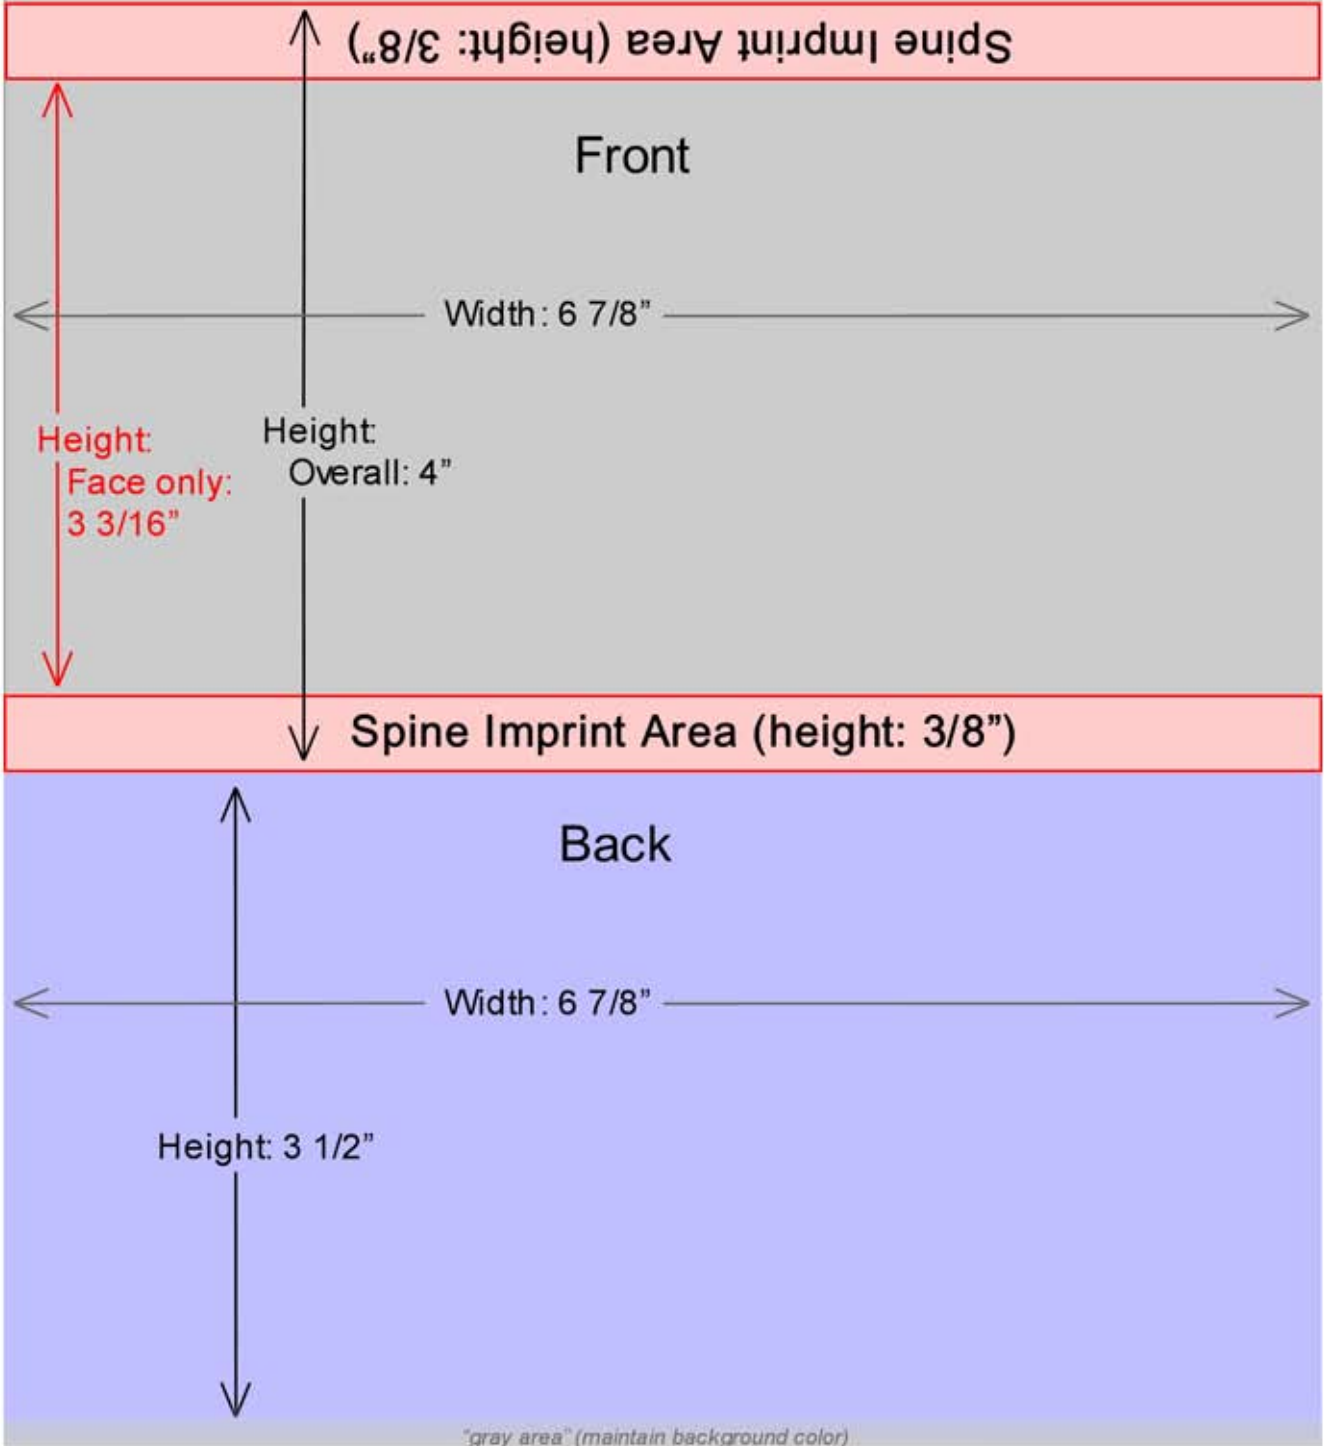 Spine Imprint Area (height: 3/8”)
Front
Width: 6 7/8”
Height:
Face only:
3 3/16”
Height:
Overall: 4”
Spine Imprint Area (height: 3/8”)
Back
Width: 6 7/8”
Height: 3 1/2”
"gray area" (maintain background color)